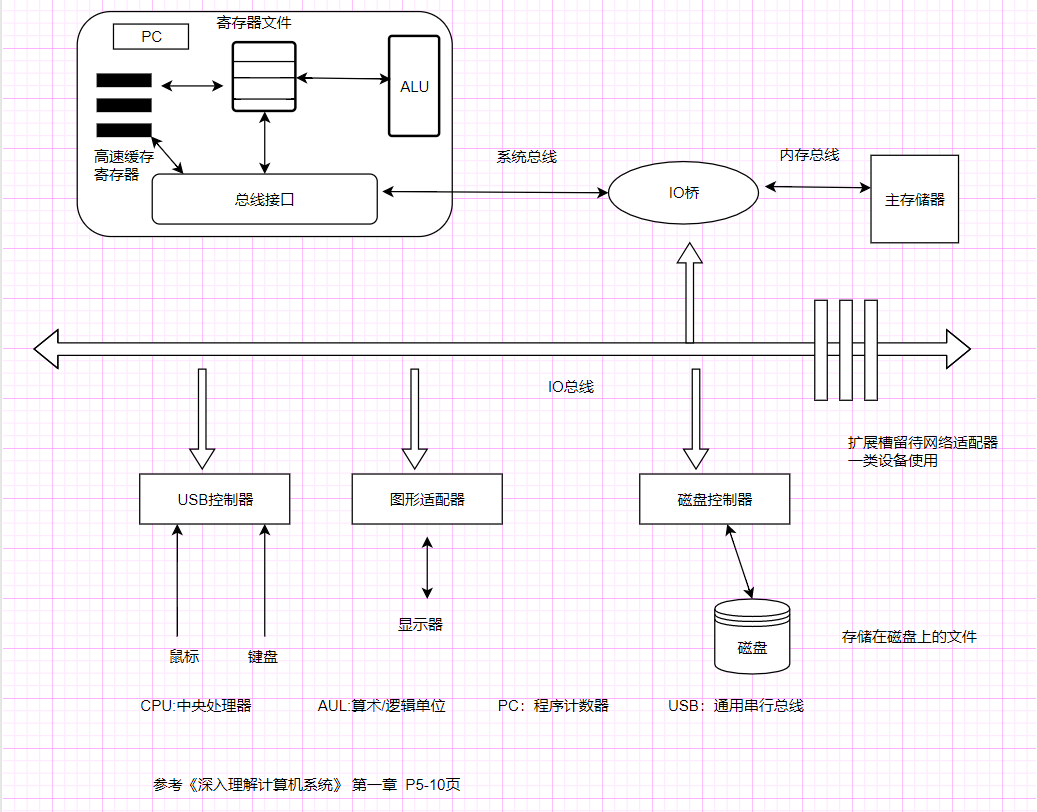 寄存器文件
PC
ALU
高速缓存
寄存器
总线接口
系统总线
IO桥
内存总线
主存储器
IO总线
扩展槽留待网络适配器
一类设备使用
USB控制器
图形适配器
磁盘控制器
显示器
鼠标
键盘
磁盘
存储在磁盘上的文件
CPU:中央处理器
AUL:算术/逻辑单位
PC：程序计数器
USB：通用串行总线
参考《深入理解计算机系统》 第一章 P5-10页